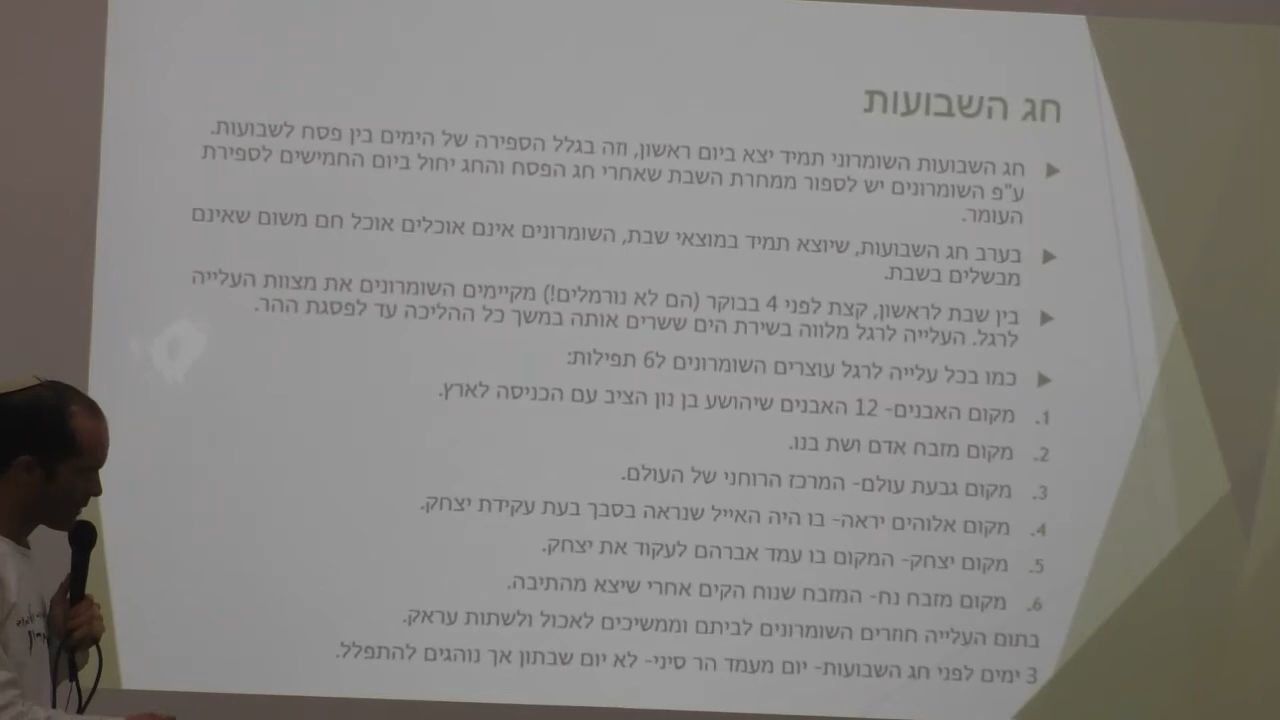 חג השבועות
חג השבועות השומרוני תמיד יצא ביום ראשון, וזה בגלל הספירה של הימים בין פסח לשבועות.
ע"פ השומרונים יש לספור ממחרת השבת שאחרי חג הפסח והחג יחול ביום החמישים לספירת
העומר.
בערב חג השבועות, שיוצא תמיד במוצאי שבת, השומרונים אינם אוכלים אוכל חם משום שאינם
מבשלים בשבת.
בין שבת לראשון, קצת לפני 4 בבוקר (הם לא נורמלים!) מקיימים השומרונים את מצוות העלייה
לרגל. העלייה לרגל מלווה בשירת הים ששרים אותה במשך כל ההליכה עד לפסגת ההר.
כמו בכל עלייה לרגל עוצרים השומרונים ל6 תפילות:
1. מקום האבנים- 12 האבנים שיהושע בן נון הציב עם הכניסה לארץ.
2. מקום מזבח אדם ושת בנו.
3. מקום גבעת עולם- המרכז הרוחני של העולם.
4. מקום אלוהים יראה- בו היה האייל שנראה בסבך בעת עקידת יצחק.
5. מקום יצחק- המקום בו עמד אברהם לעקוד את יצחק.
6. מקום מזבח נח- המזבח שנוח הקים אחרי שיצא מהתיבה.
בתום העלייה חוזרים השומרונים לביתם וממשיכים לאכול ולשתות עראק.
3 ימים לפני חג השבועות- יום מעמד הר סיני- לא יום שבתון אך נוהגים להתפלל.